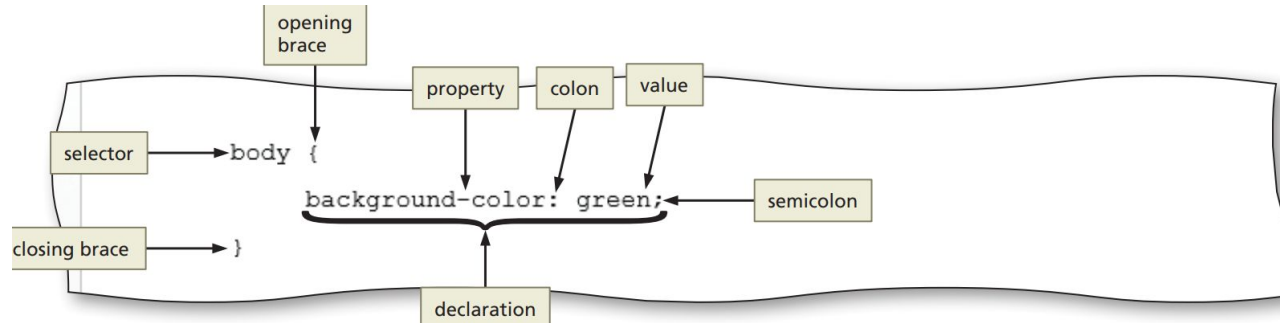 opening
brace
property
colon
value
selector
body {
background-color: green;
semicolon
closing brace
}
declaration